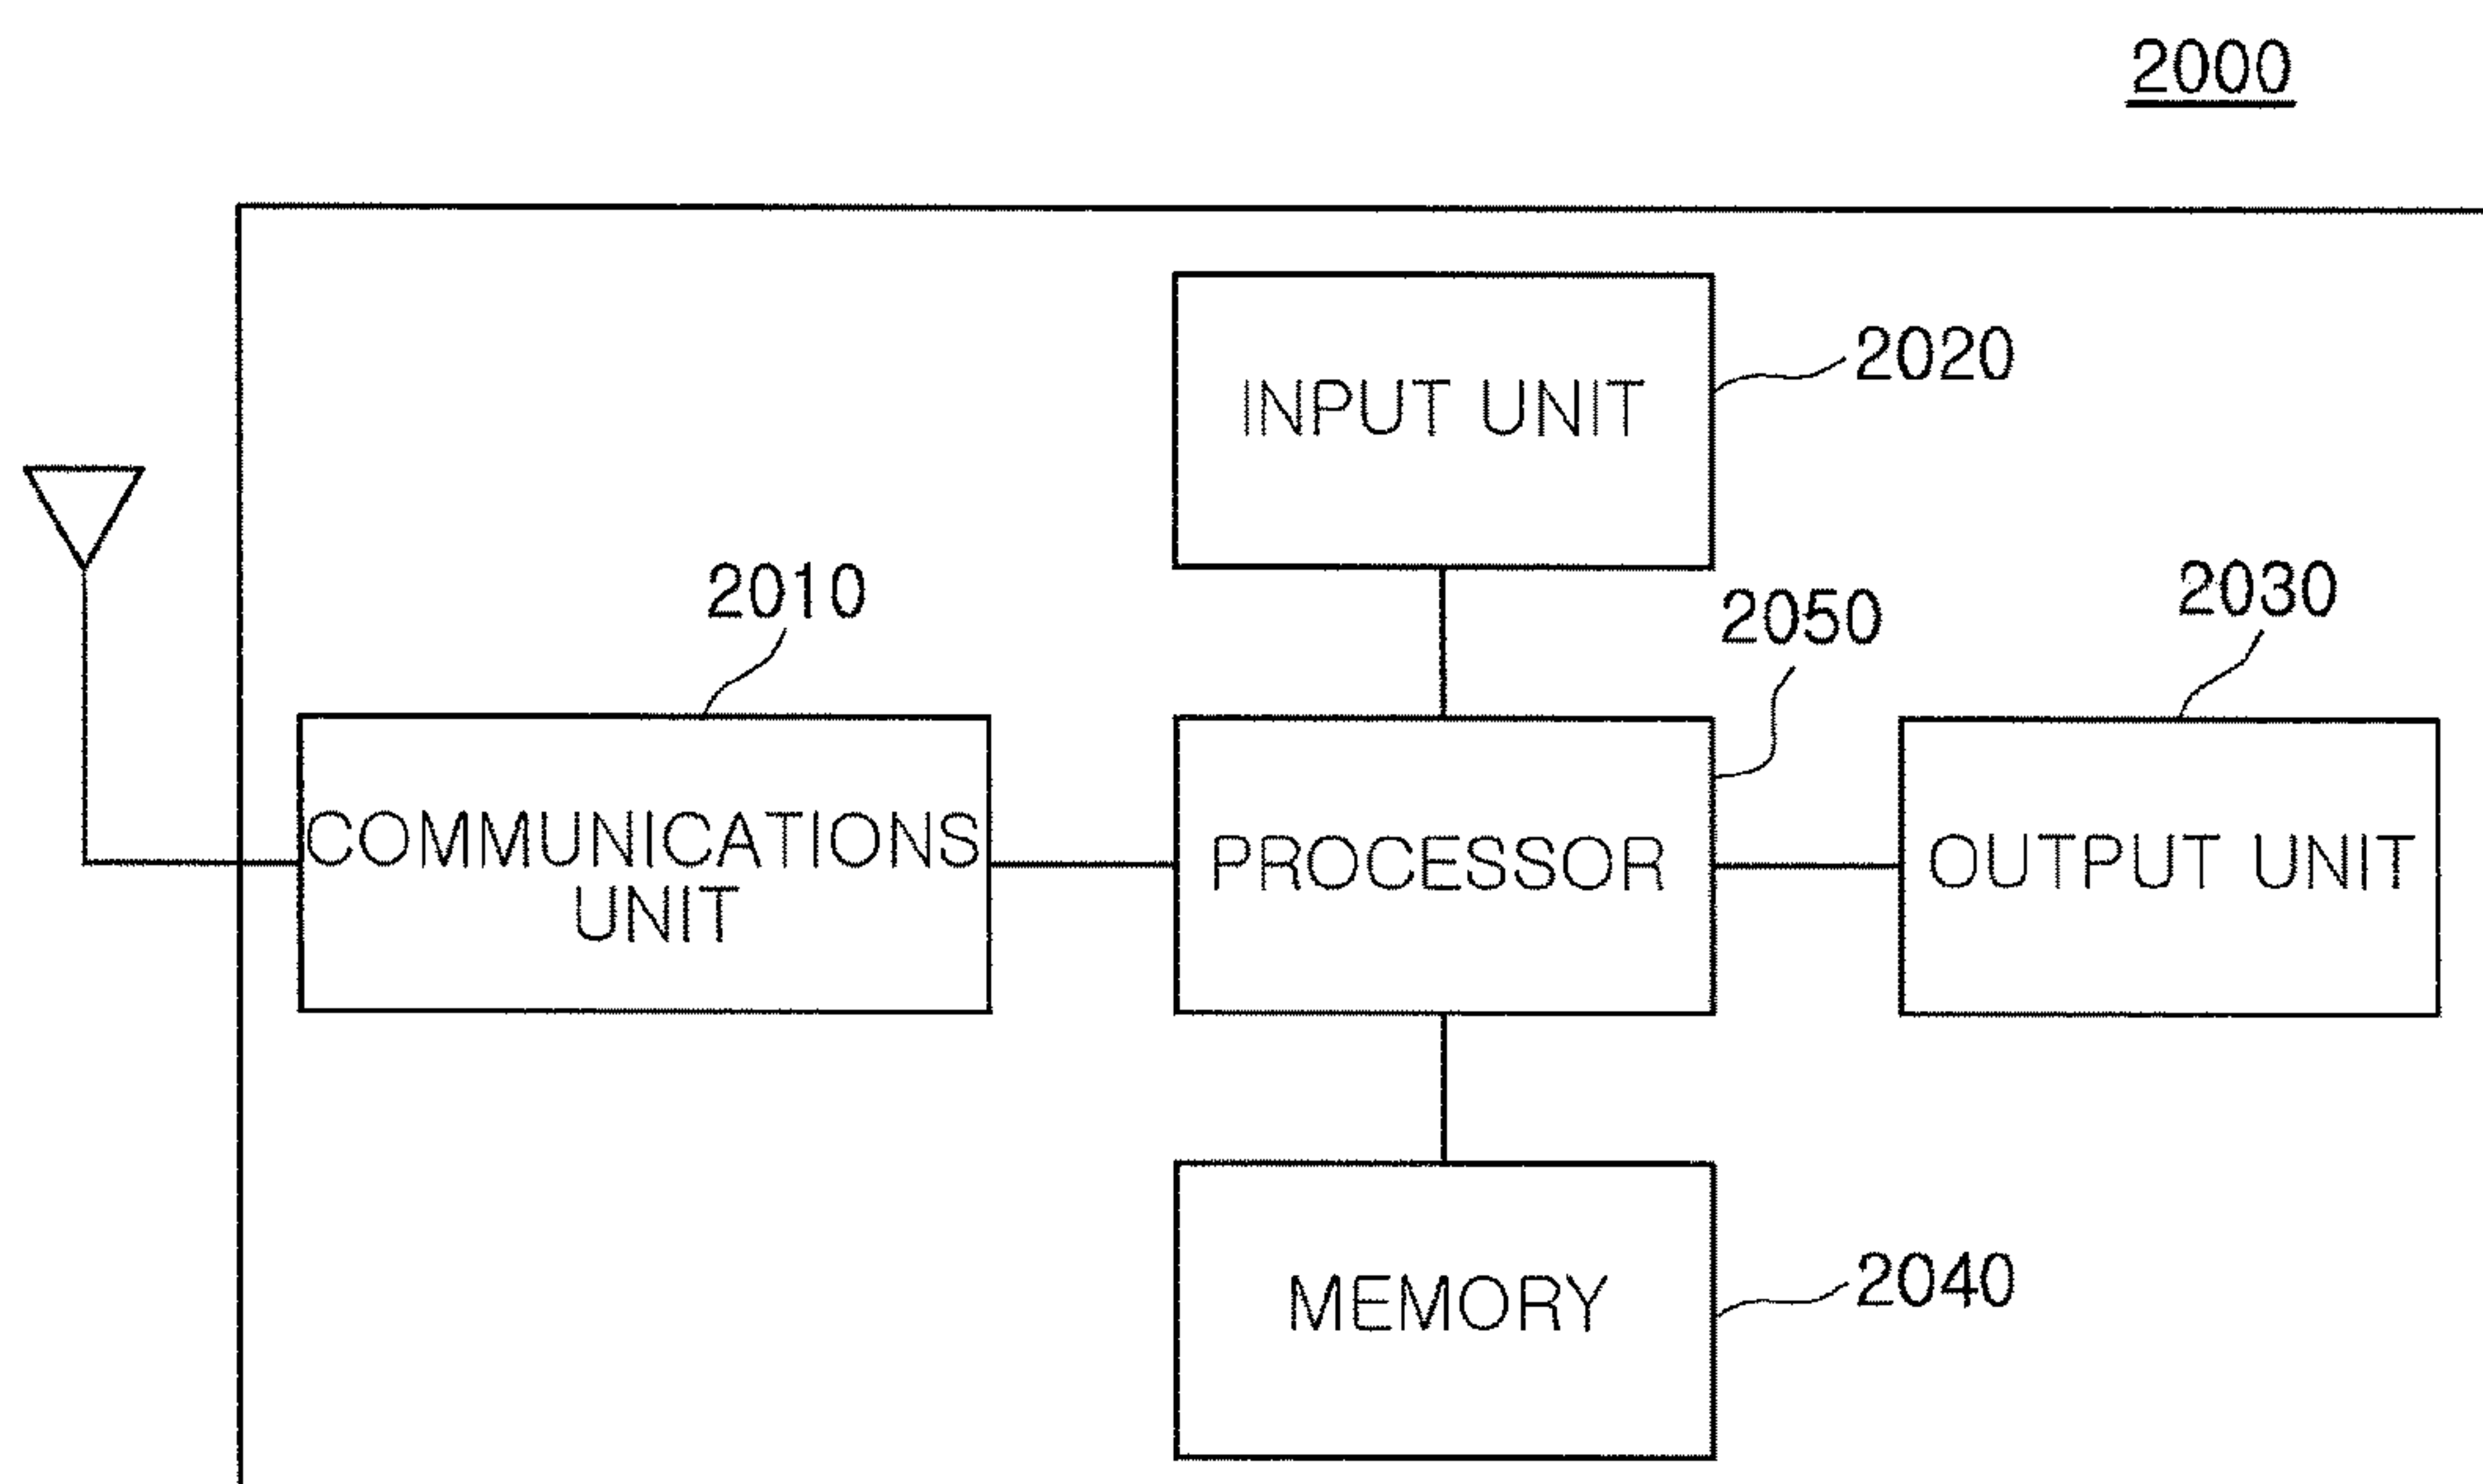 2000
INPUT UNIT
2020
2010
2050
2030
COMMUNICATIONS
UNIT
PROCESSOR
OUTPUT UNIT
MEMORY
2040